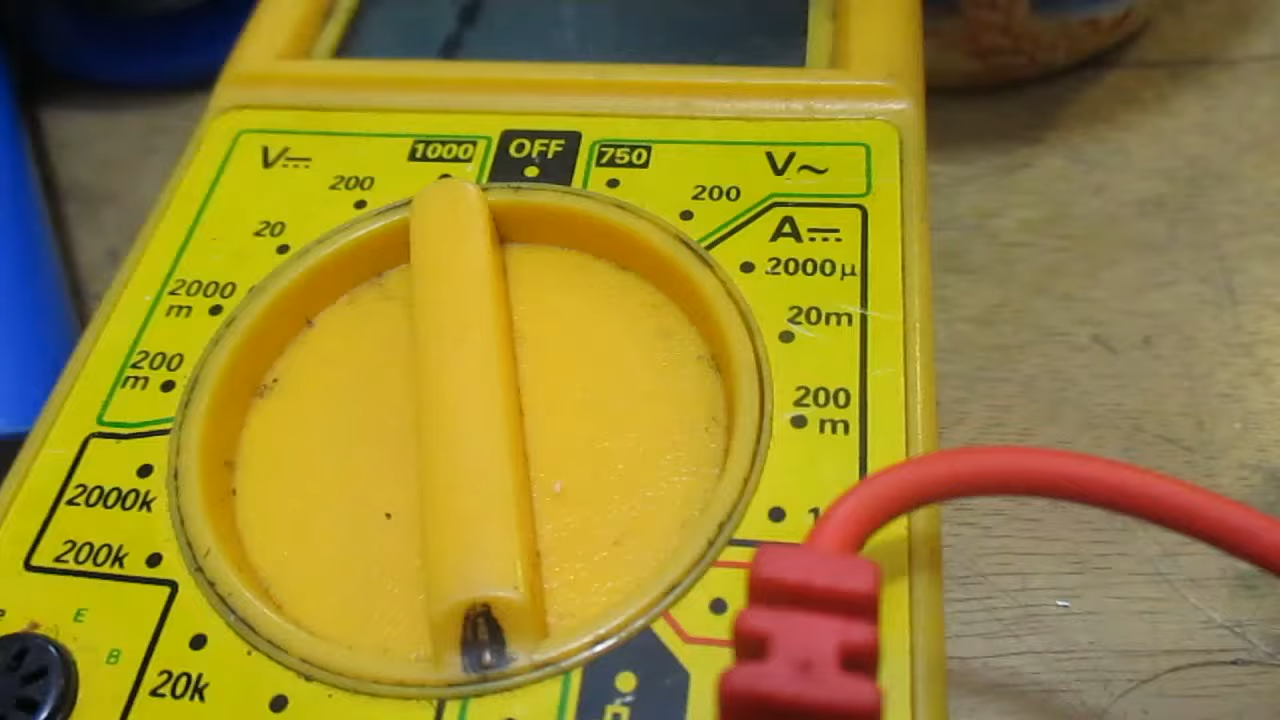 V⎓ 1000 OFF 750 V~
200 200
20 A⎓
2000 m 2000µ
20m
200 m 200 m
2000k
200k
E
B
20k